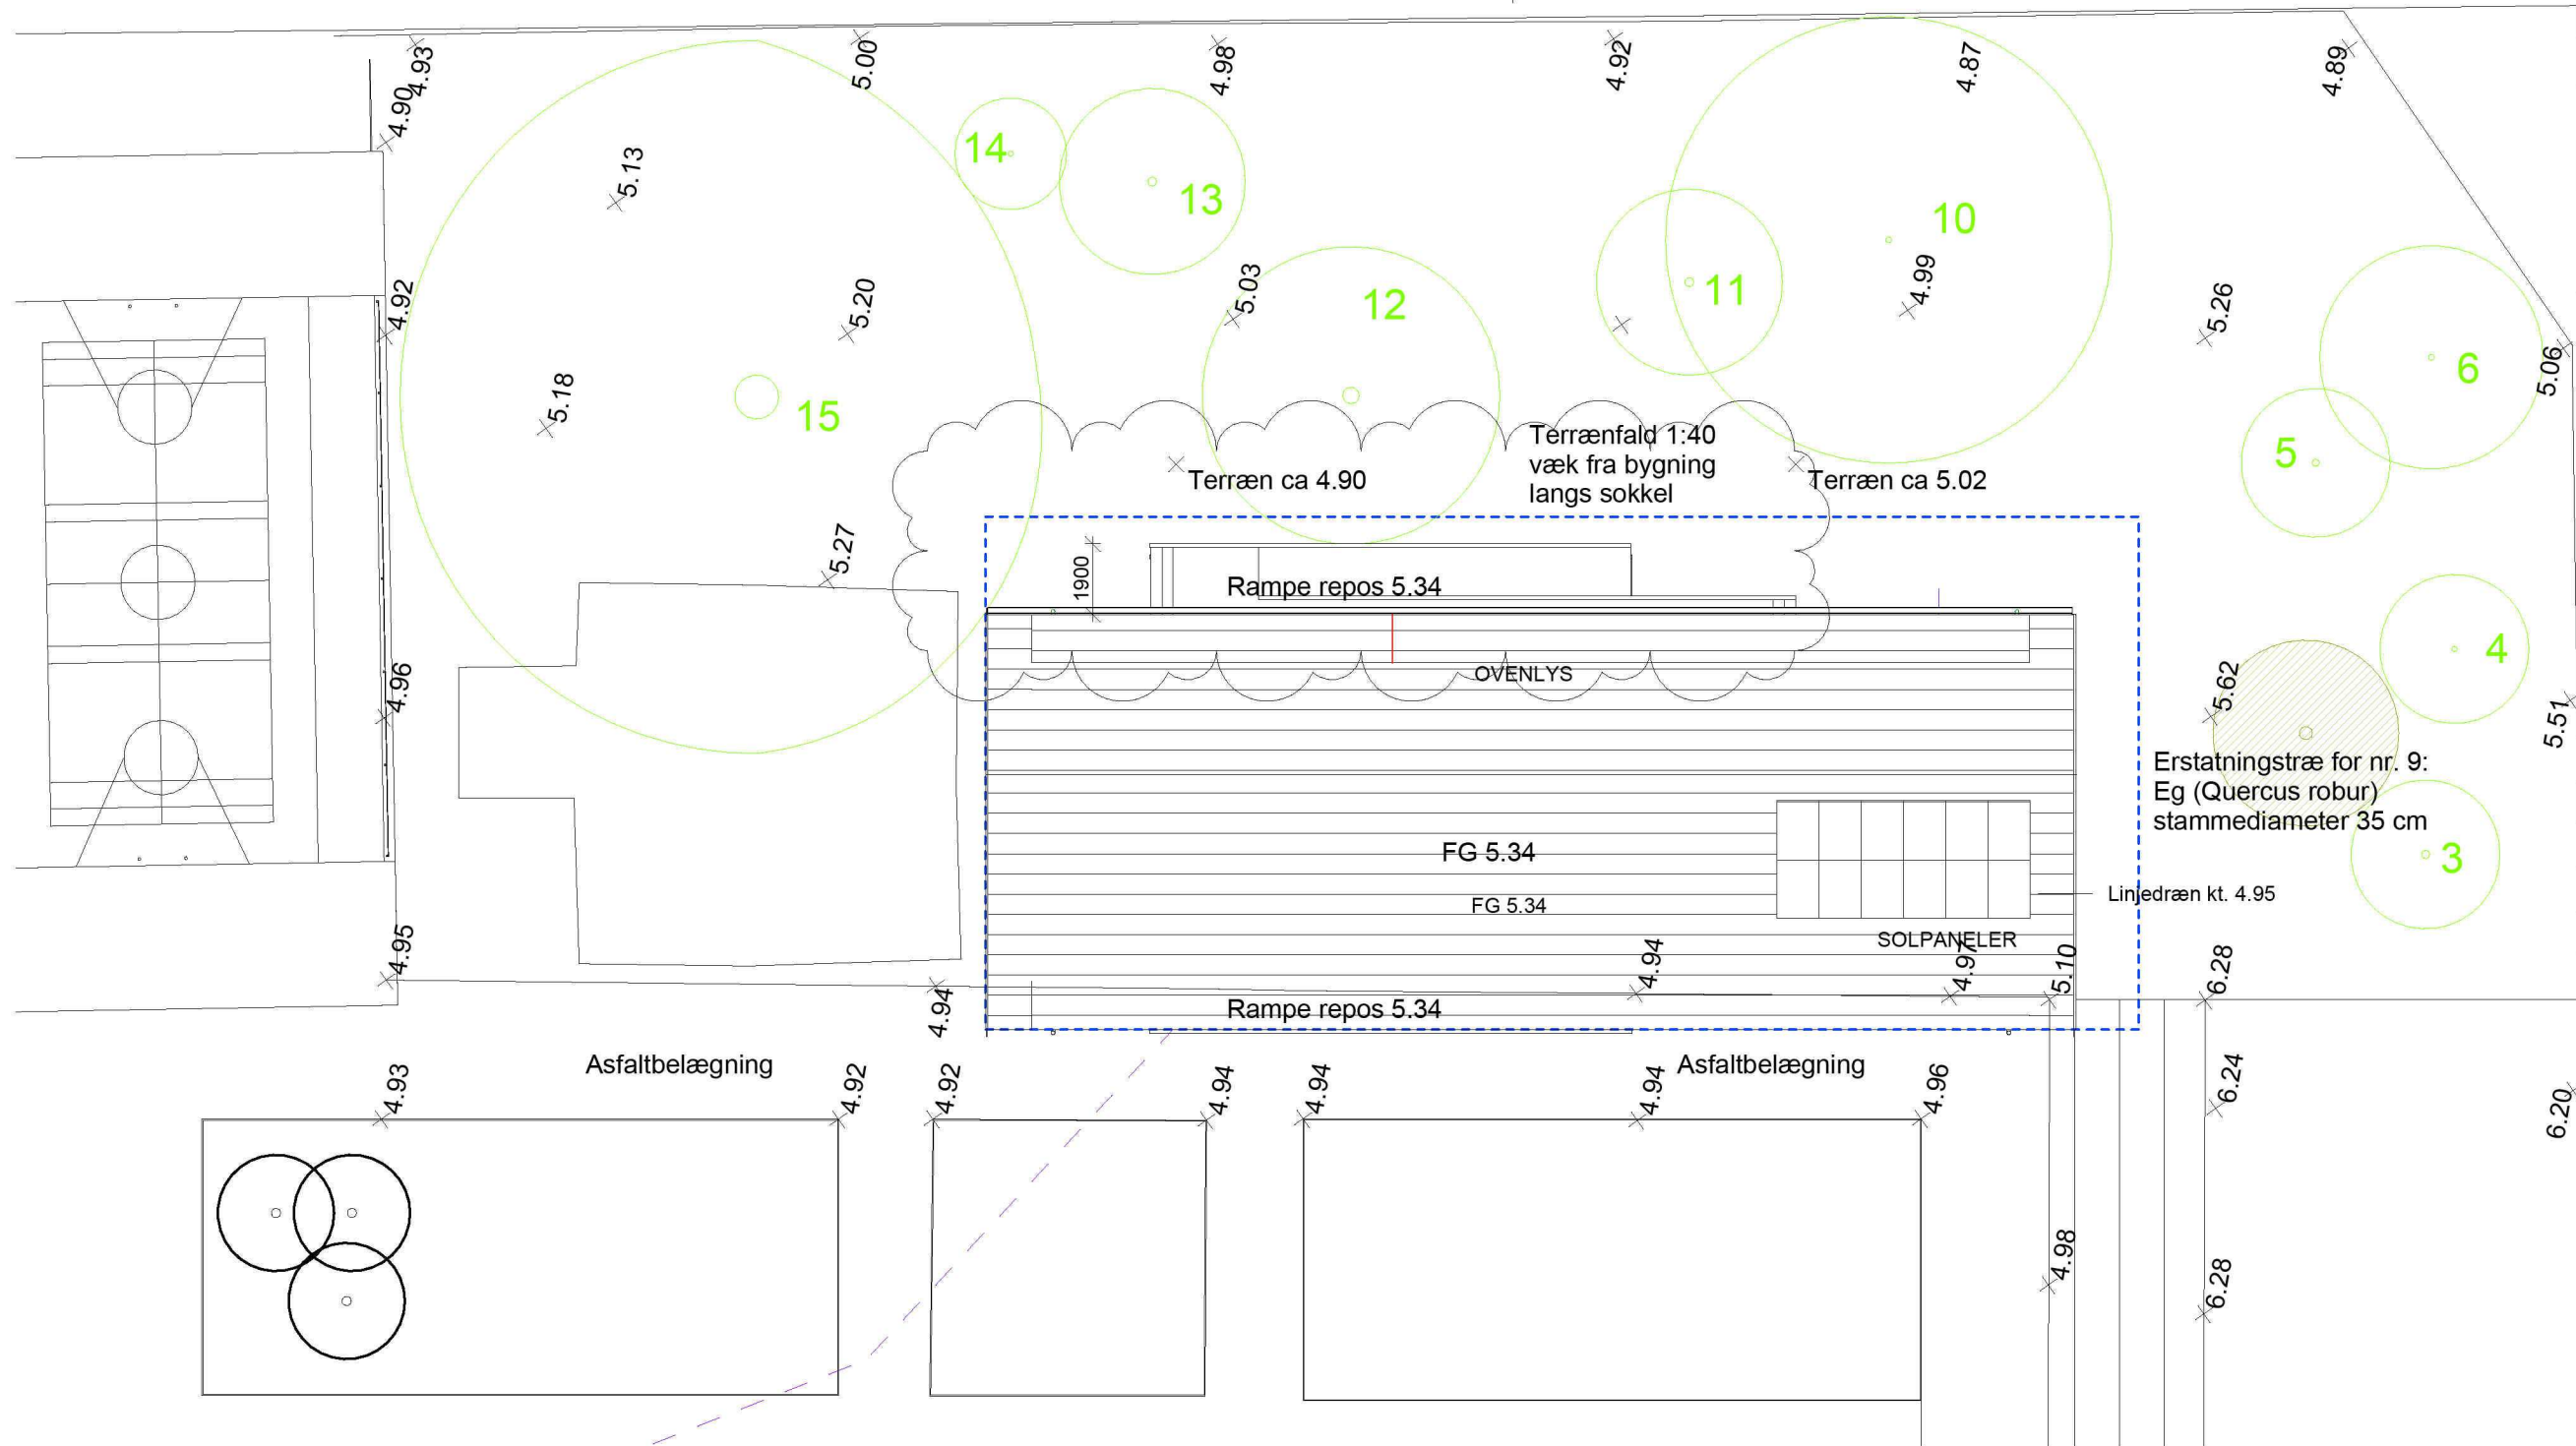 4.93
5.00
4.98
4.92
4.87
4.89
4.90
5.13
14
13
10
4.92
5.20
5.03
12
11
4.99
5.26
6
5.06
5.18
15
5
Terrænfald 1:40
væk fra bygning
langs sokkel
Terræn ca 4.90
Terræn ca 5.02
5.27
1900
Rampe repos 5.34
4.96
OVENLYS
4
5.62
5.51
Erstatningstræ for nr. 9:
Eg (Quercus robur)
stammediameter 35 cm
3
FG 5.34
FG 5.34
Linjedræn kt. 4.95
SOLPANELER
4.95
4.94
4.94
4.97
5.10
6.28
Rampe repos 5.34
Asfaltbelægning
Asfaltbelægning
4.93
4.92
4.92
4.94
4.94
4.94
4.96
6.24
6.20
4.98
6.28